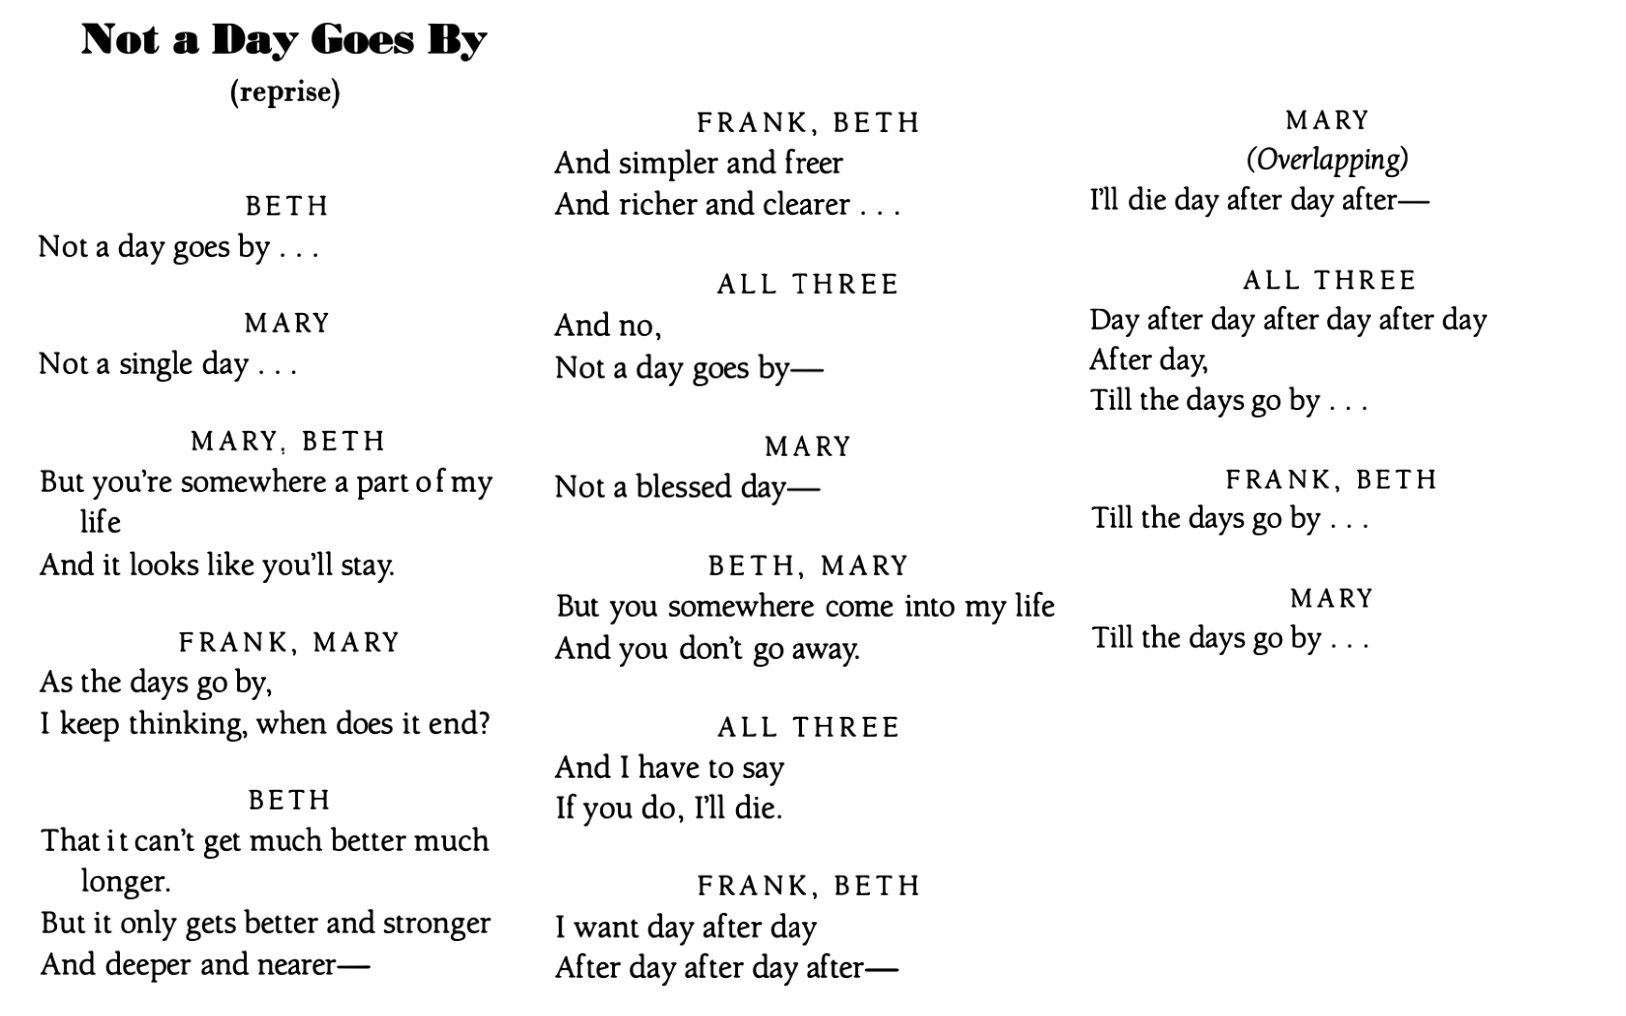 Not a Day Goes By
(reprise)
BETH
Not a day goes by . . .
MARY
Not a single day . . .
MARY, BETH
But you're somewhere a part of my
life
And it looks like you'll stay.
FRANK, MARY
As the days go by,
I keep thinking, when does it end?
BETH
That it can't get much better much
longer.
But it only gets better and stronger
And deeper and nearer—
FRANK, BETH
And simpler and freer
And richer and clearer . . .
ALL THREE
And no,
Not a day goes by—
MARY
Not a blessed day—
BETH, MARY
But you somewhere come into my life
And you don't go away.
ALL THREE
And I have to say
If you do, I'll die.
FRANK, BETH
I want day after day
After day after day after—
MARY
(Overlapping)
I'll die day after day after—
ALL THREE
Day after day after day after day
After day,
Till the days go by . . .
FRANK, BETH
Till the days go by . . .
MARY
Till the days go by . . .